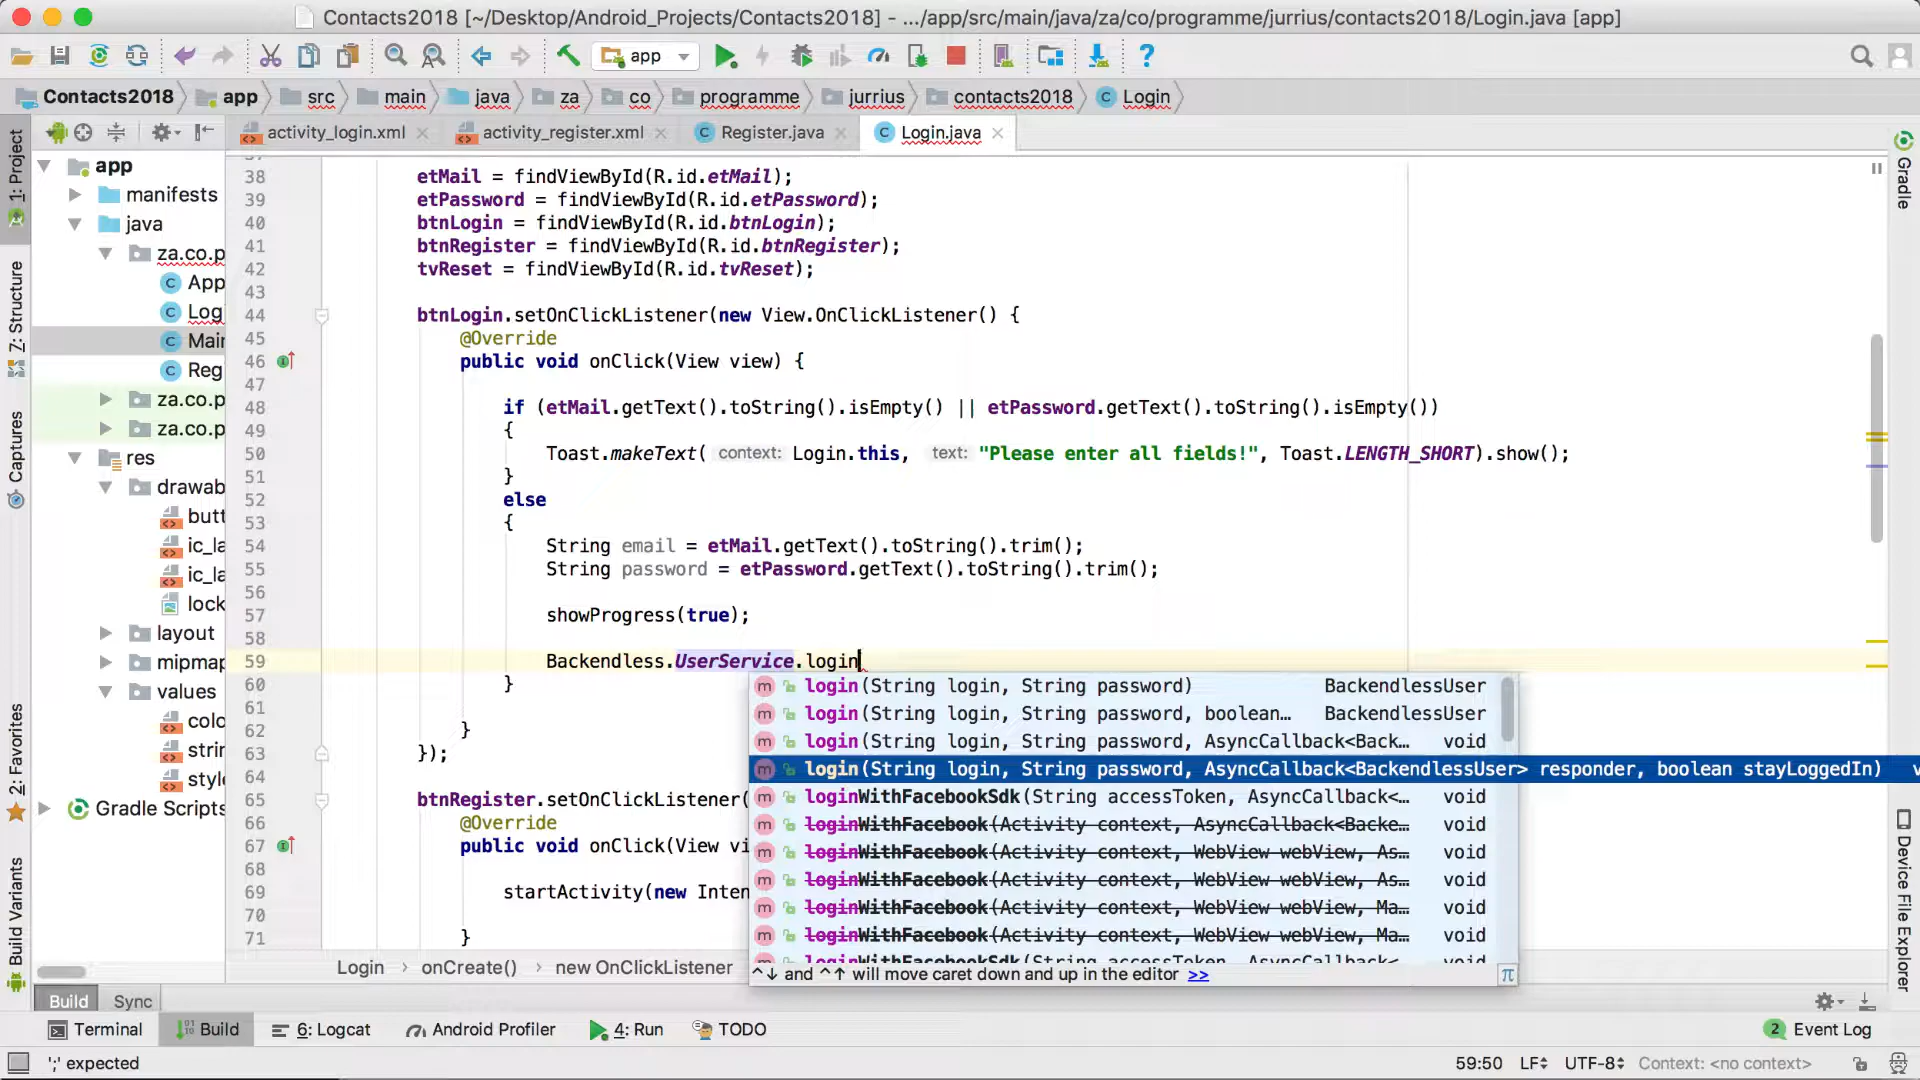 Contacts2018 [~/Desktop/Android_Projects/Contacts2018] - .../app/src/main/java/za/co/programme/jurrius/contacts2018/Login.java [app]
app
Contacts2018 app src main java za co programme jurrius contacts2018 Login
activity_login.xml activity_register.xml Register.java Login.java
1: Project
Z: Structure
Captures
2: Favorites
Build Variants
app
manifests
java
za.co.p
App
Logi
Main
Reg
za.co.p
za.co.p
res
drawab
butt
ic_la
ic_la
lock
layout
mipmap
values
colo
strin
style
Gradle Scripts
37
38 etMail = findViewById(R.id.etMail);
39 etPassword = findViewById(R.id.etPassword);
40 btnLogin = findViewById(R.id.btnLogin);
41 btnRegister = findViewById(R.id.btnRegister);
42 tvReset = findViewById(R.id.tvReset);
43
44 btnLogin.setOnClickListener(new View.OnClickListener() {
45 @Override
46 public void onClick(View view) {
47
48 if (etMail.getText().toString().isEmpty() || etPassword.getText().toString().isEmpty())
49 {
50 Toast.makeText( context: Login.this, text: "Please enter all fields!", Toast.LENGTH_SHORT).show();
51 }
52 else
53 {
54 String email = etMail.getText().toString().trim();
55 String password = etPassword.getText().toString().trim();
56
57 showProgress(true);
58
59 Backendless.UserService.login
60 }
61
62 }
63 });
64
65 btnRegister.setOnClickListener(
66 @Override
67 public void onClick(View vi
68
69 startActivity(new Inten
70
71 }
login(String login, String password) BackendlessUser
login(String login, String password, boolean… BackendlessUser
login(String login, String password, AsyncCallback<Back… void
login(String login, String password, AsyncCallback<BackendlessUser> responder, boolean stayLoggedIn) v
loginWithFacebookSdk(String accessToken, AsyncCallback<… void
loginWithFacebook(Activity context, AsyncCallback<Backe… void
loginWithFacebook(Activity context, WebView webView, As… void
loginWithFacebook(Activity context, WebView webView, As… void
loginWithFacebook(Activity context, WebView webView, Ma… void
loginWithFacebook(Activity context, WebView webView, Ma… void
loginWithFacebookSdk(String accessToken, AsyncCallback<… void
^↓ and ^↑ will move caret down and up in the editor >> π
Login › onCreate() › new OnClickListener
Gradle
Device File Explorer
Build Sync
Terminal Build 6: Logcat Android Profiler 4: Run TODO 2 Event Log
';' expected 59:50 LF UTF-8 Context: <no context>